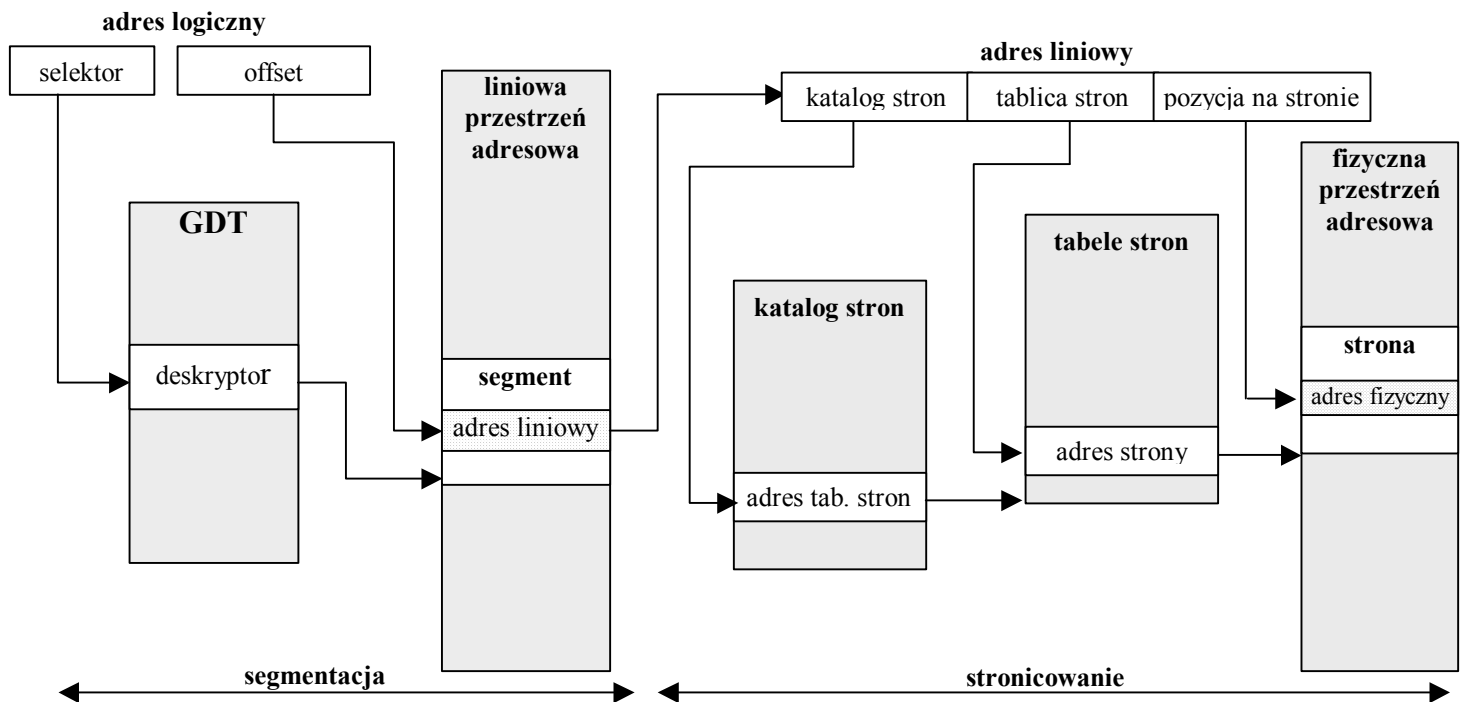 adres logiczny
selektor
offset
liniowa
przestrzeń
adresowa
GDT
deskryptor
segment
adres liniowy
segmentacja
adres liniowy
katalog stron
tablica stron
pozycja na stronie
katalog stron
adres tab. stron
tabele stron
adres strony
fizyczna
przestrzeń
adresowa
strona
adres fizyczny
stronicowanie